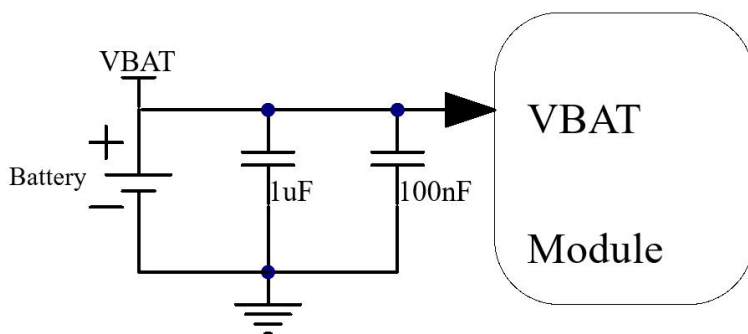 VBAT
+
Battery
1uF
100nF
VBAT
Module